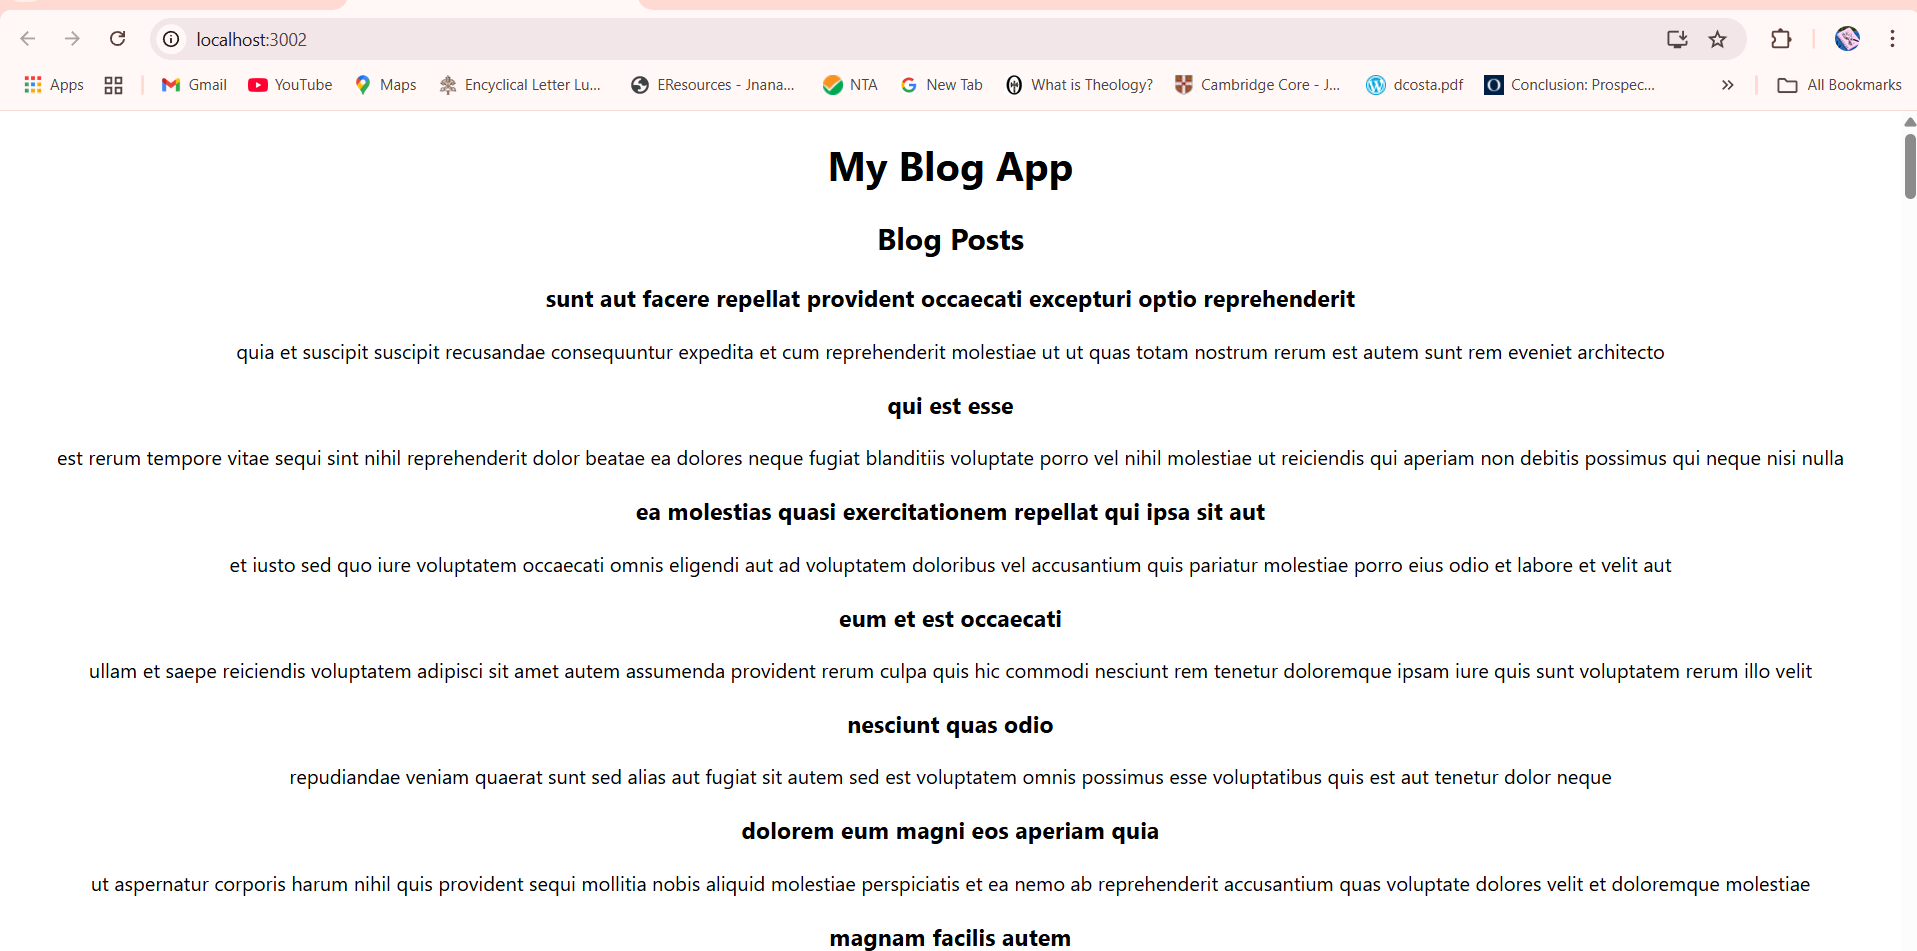 localhost:3002
Apps Gmail YouTube Maps Encyclical Letter Lu... EResources - Jnana... NTA New Tab What is Theology? Cambridge Core - J... dcosta.pdf Conclusion: Prospec... » All Bookmarks
My Blog App
Blog Posts
sunt aut facere repellat provident occaecati excepturi optio reprehenderit
quia et suscipit suscipit recusandae consequuntur expedita et cum reprehenderit molestiae ut ut quas totam nostrum rerum est autem sunt rem eveniet architecto
qui est esse
est rerum tempore vitae sequi sint nihil reprehenderit dolor beatae ea dolores neque fugiat blanditiis voluptate porro vel nihil molestiae ut reiciendis qui aperiam non debitis possimus qui neque nisi nulla
ea molestias quasi exercitationem repellat qui ipsa sit aut
et iusto sed quo iure voluptatem occaecati omnis eligendi aut ad voluptatem doloribus vel accusantium quis pariatur molestiae porro eius odio et labore et velit aut
eum et est occaecati
ullam et saepe reiciendis voluptatem adipisci sit amet autem assumenda provident rerum culpa quis hic commodi nesciunt rem tenetur doloremque ipsam iure quis sunt voluptatem rerum illo velit
nesciunt quas odio
repudiandae veniam quaerat sunt sed alias aut fugiat sit autem sed est voluptatem omnis possimus esse voluptatibus quis est aut tenetur dolor neque
dolorem eum magni eos aperiam quia
ut aspernatur corporis harum nihil quis provident sequi mollitia nobis aliquid molestiae perspiciatis et ea nemo ab reprehenderit accusantium quas voluptate dolores velit et doloremque molestiae
magnam facilis autem